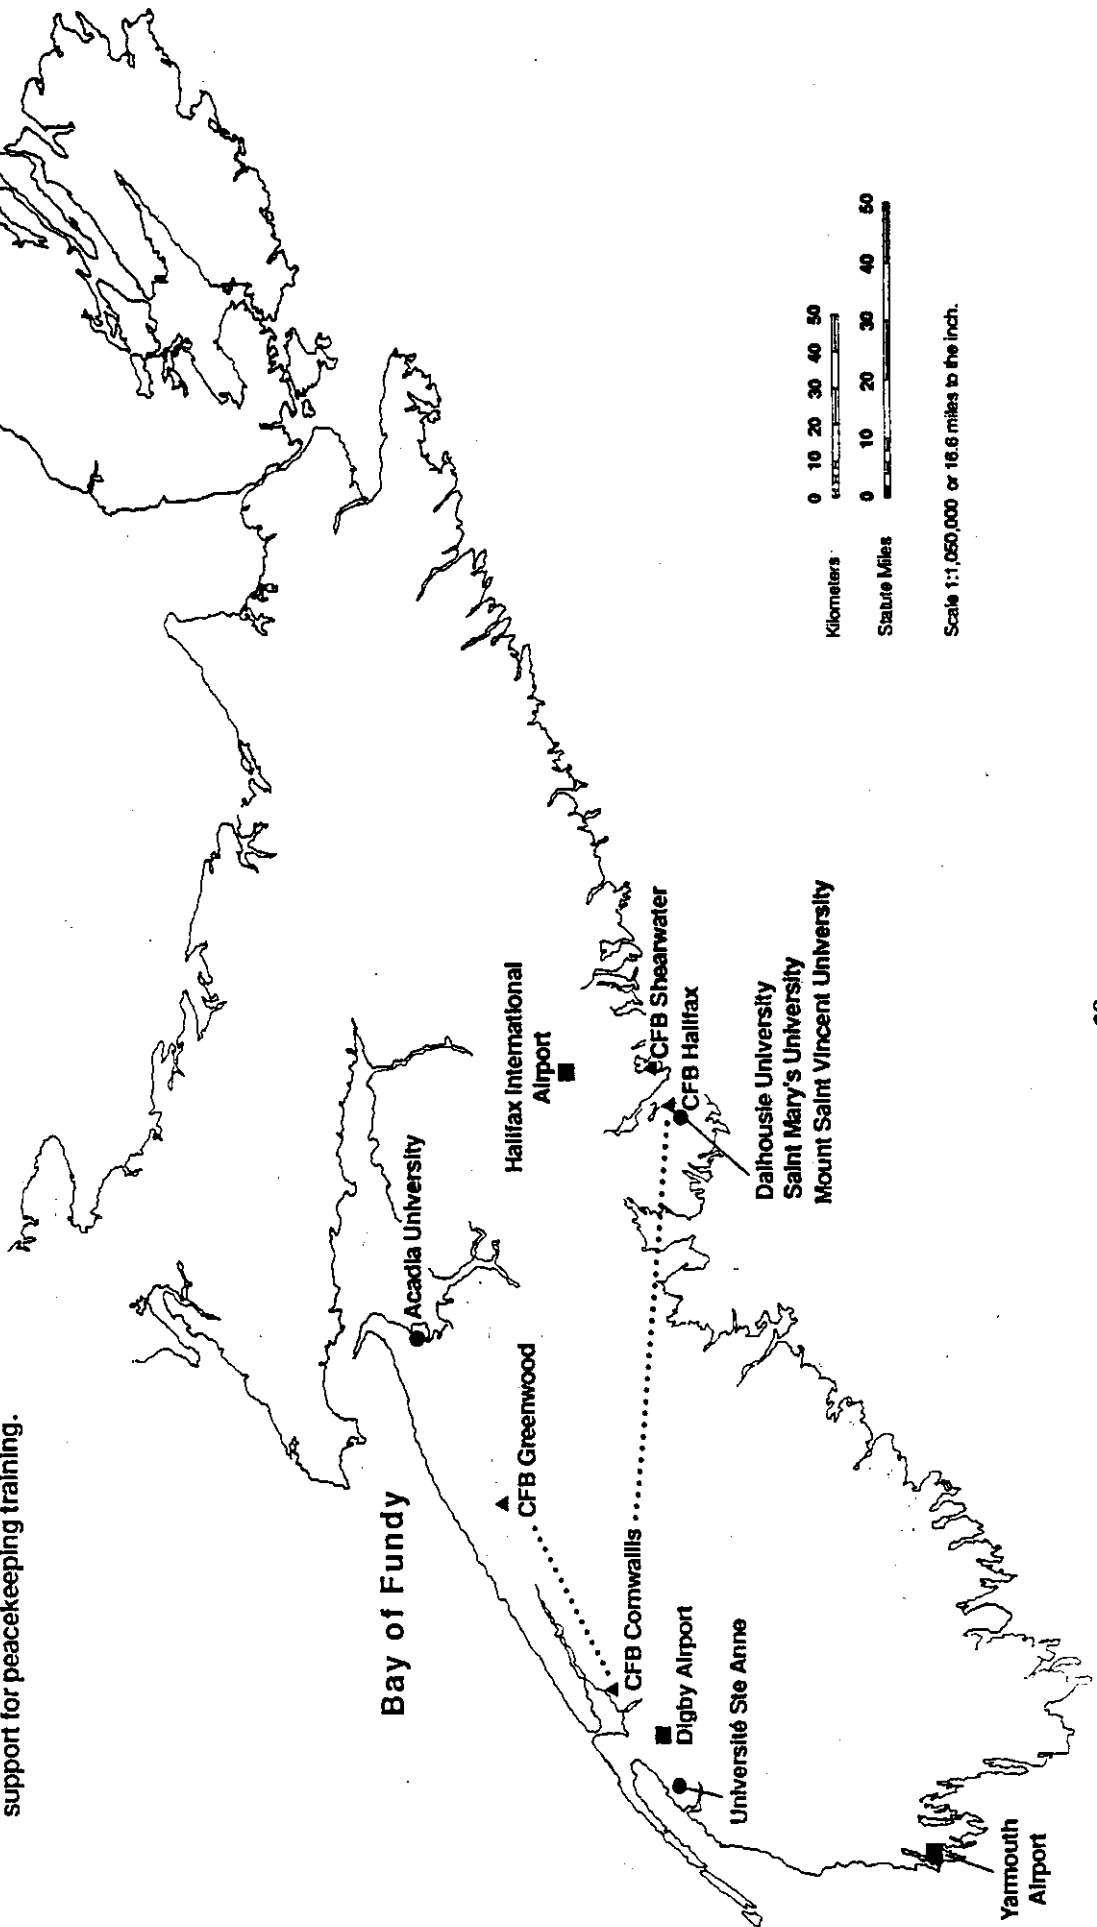 support for peacekeeping training.
Bay of Fundy
Acadia University
Halifax International
Airport
CFB Greenwood
CFB Shearwater
CFB Halifax
CFB Cornwallis
Dalhousie University
Saint Mary's University
Mount Saint Vincent University
Digby Airport
Université Ste Anne
Yarmouth
Airport
0 10 20 30 40 50
Kilometers
0 10 20 30 40 50
Statute Miles
Scale 1:1,050,000 or 16.6 miles to the inch.